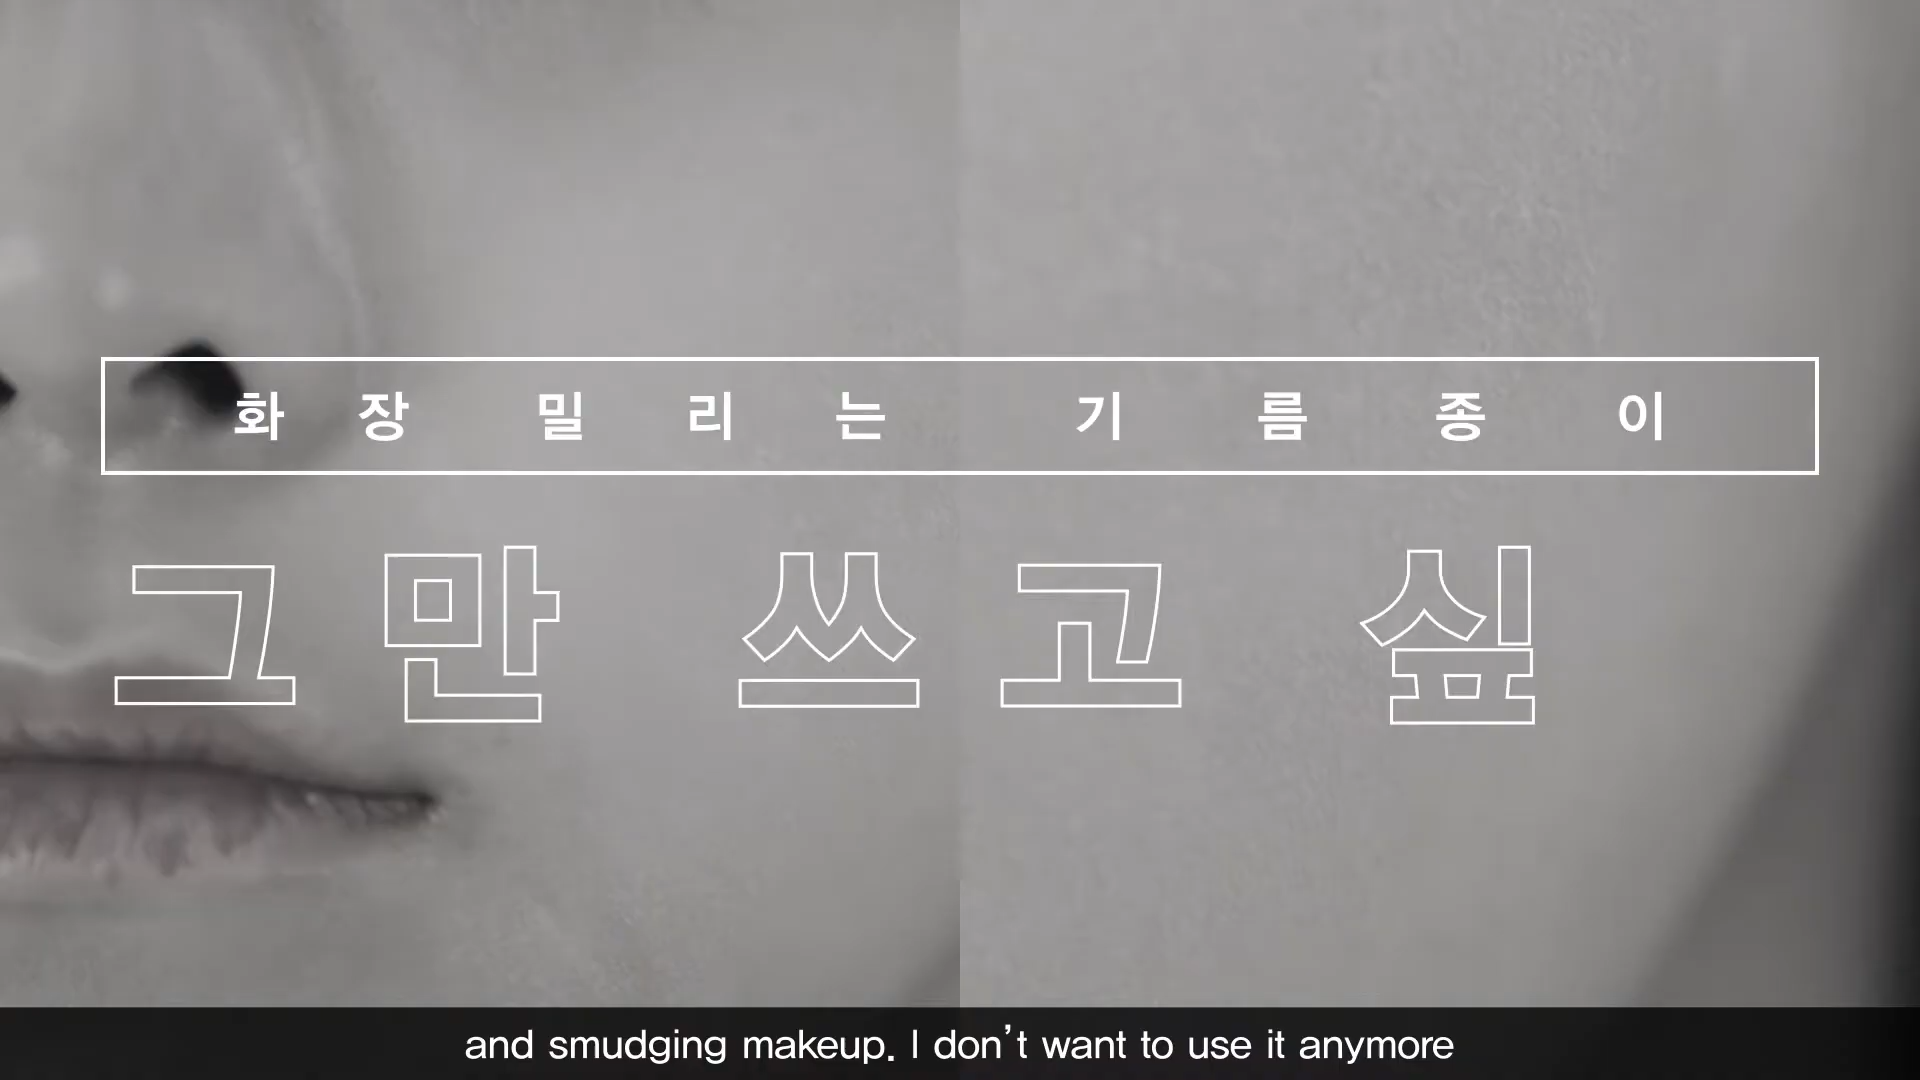 화장 밀리는 기름종이
그만 쓰고 싶
and smudging makeup. I don't want to use it anymore